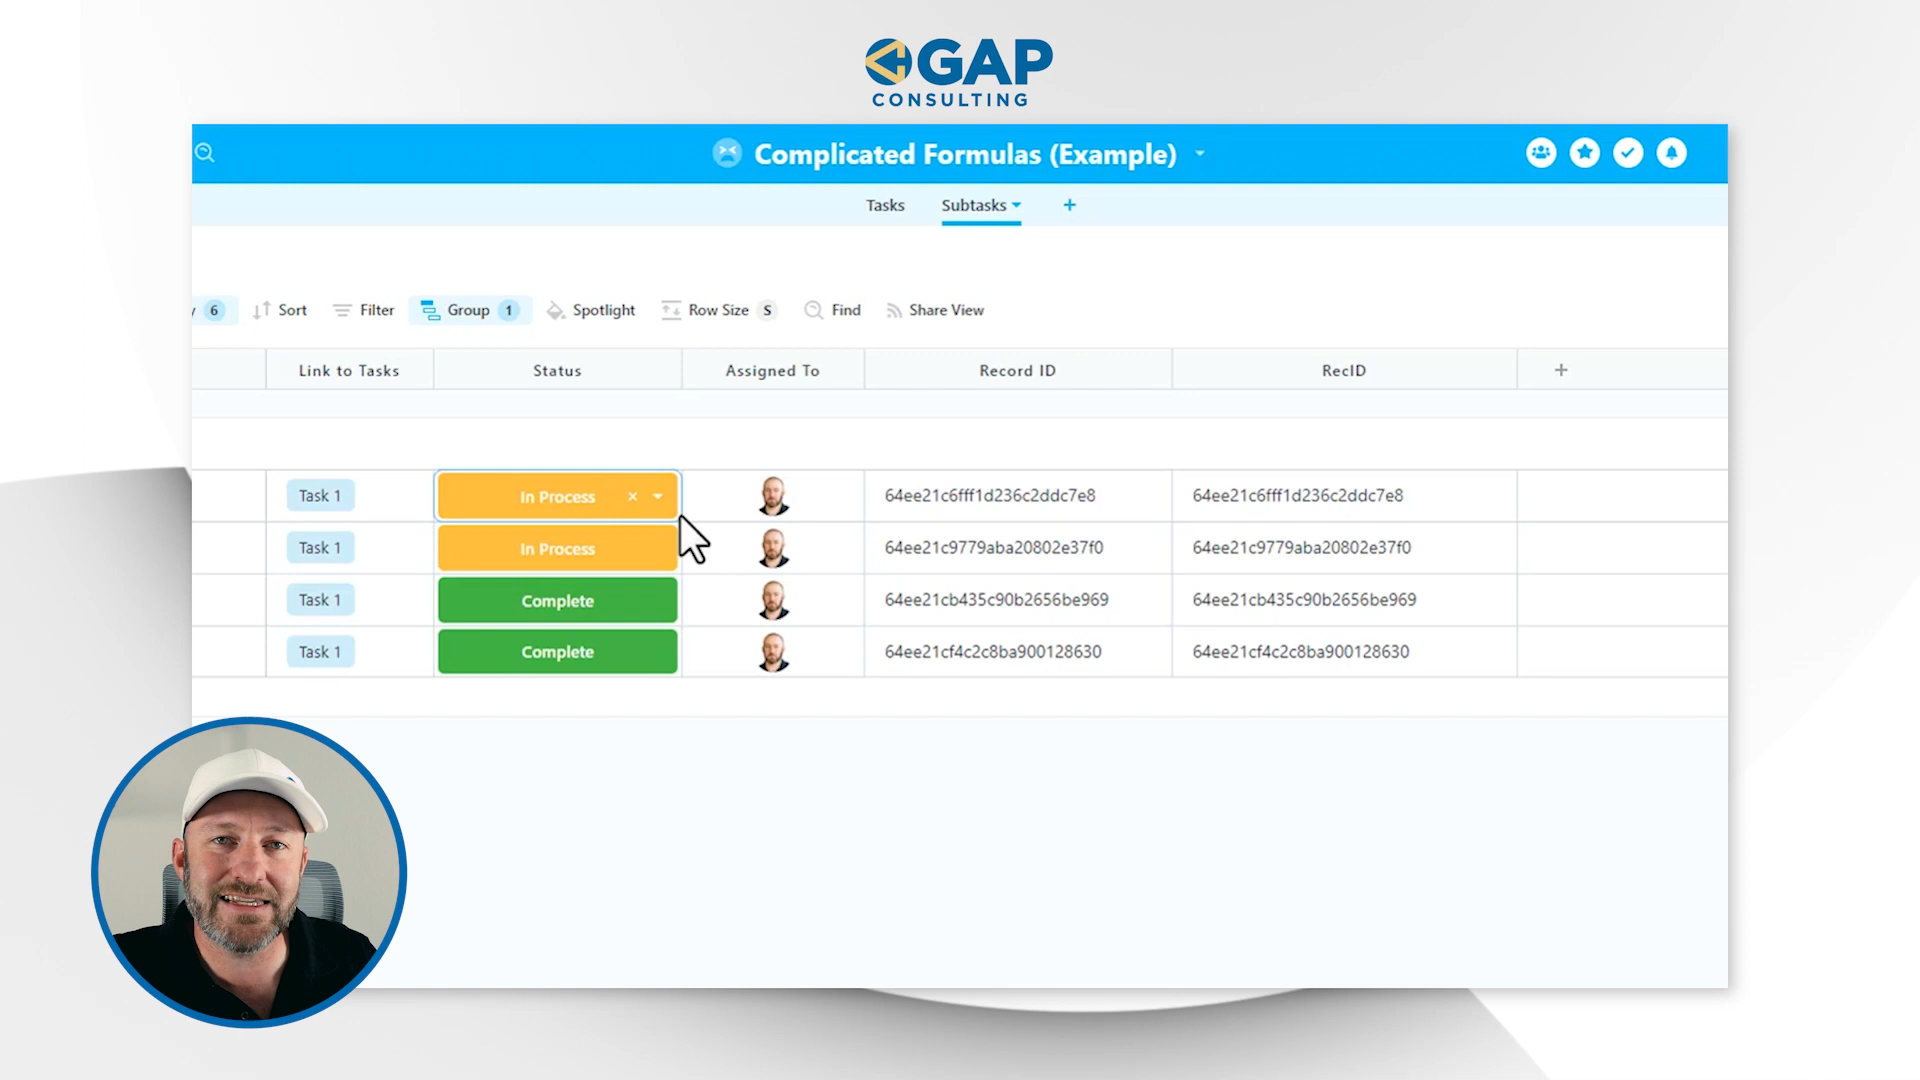 GAP
CONSULTING
Complicated Formulas (Example)
Tasks Subtasks +
6 Sort Filter Group 1 Spotlight Row Size S Find Share View
Link to Tasks Status Assigned To Record ID RecID +
Task 1 In Process × 64ee21c6fff1d236c2ddc7e8 64ee21c6fff1d236c2ddc7e8
Task 1 In Process 64ee21c9779aba20802e37f0 64ee21c9779aba20802e37f0
Task 1 Complete 64ee21cb435c90b2656be969 64ee21cb435c90b2656be969
Task 1 Complete 64ee21cf4c2c8ba900128630 64ee21cf4c2c8ba900128630